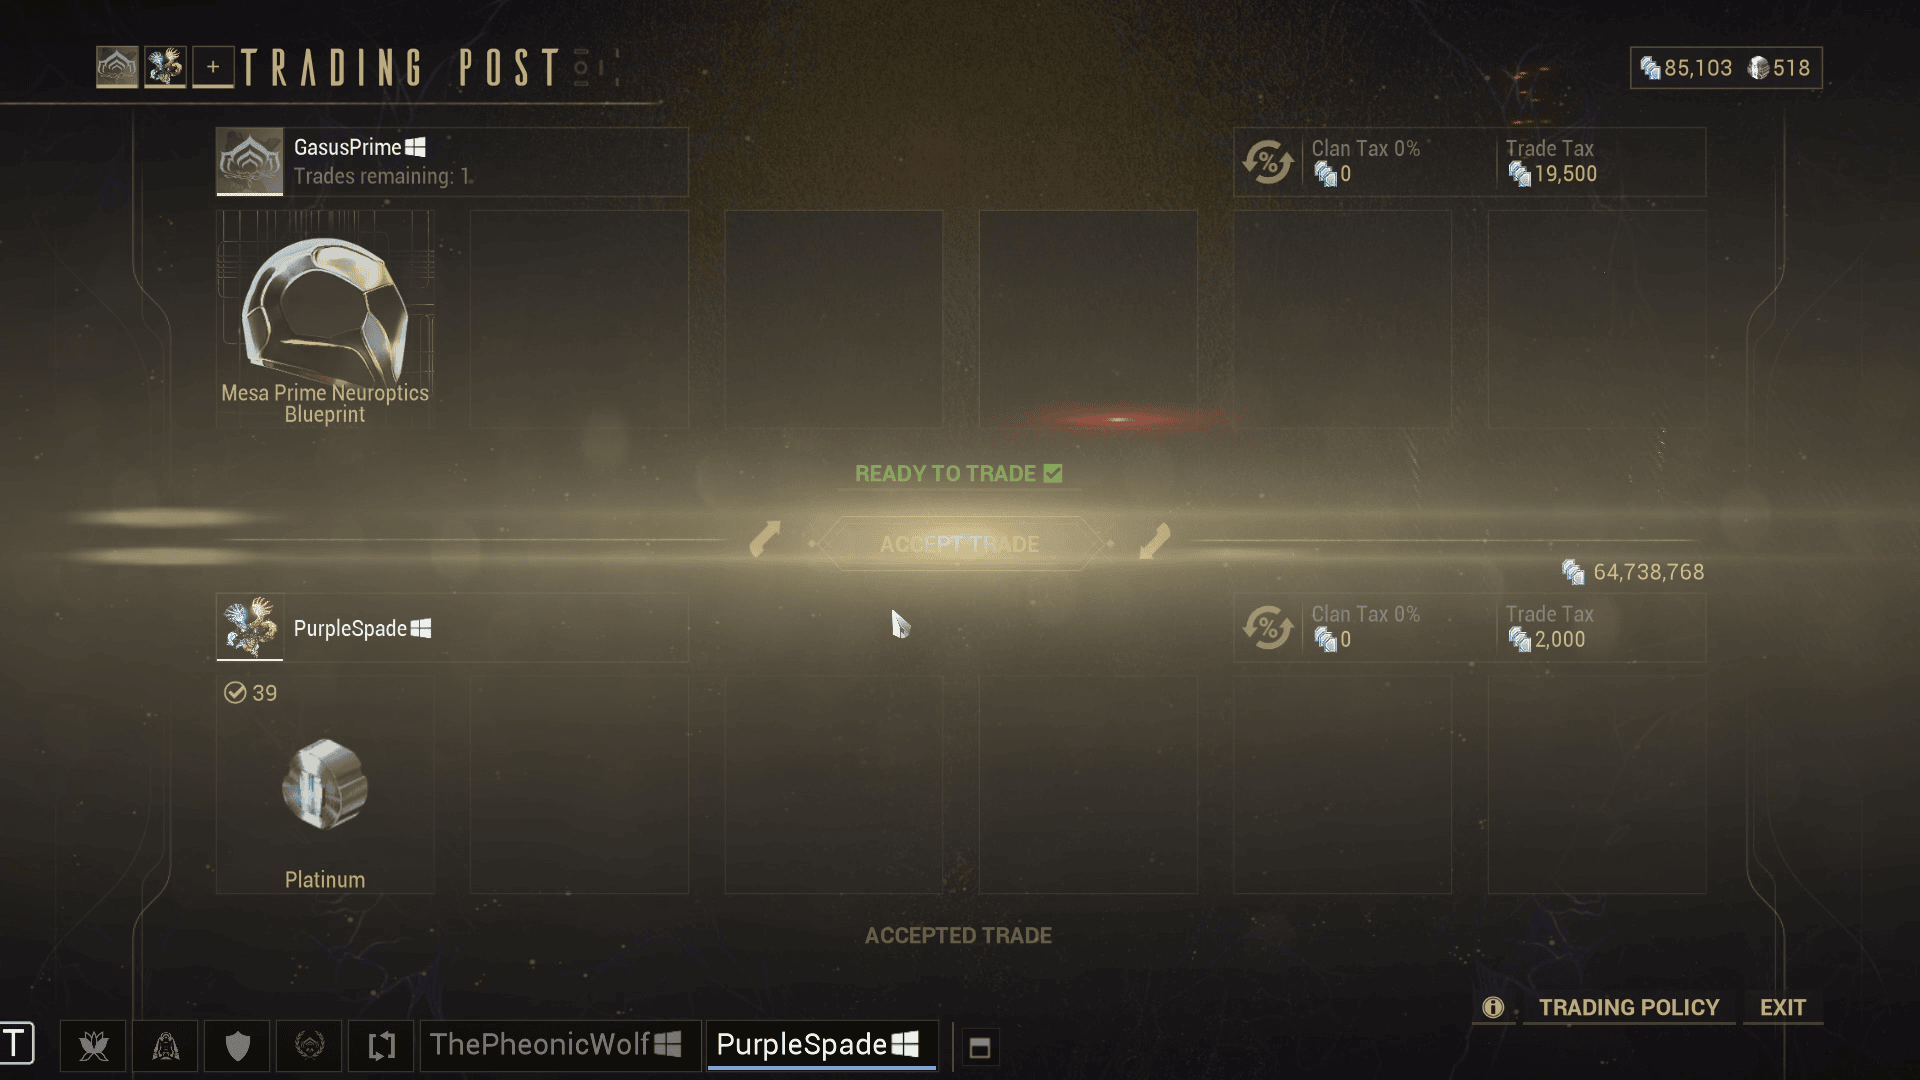 + TRADING POST
85,103 518
GasusPrime
Trades remaining: 1
Clan Tax 0%
0
Trade Tax
19,500
Mesa Prime Neuroptics
Blueprint
READY TO TRADE
ACCEPT TRADE
64,738,768
PurpleSpade
Clan Tax 0%
0
Trade Tax
2,000
39
Platinum
ACCEPTED TRADE
TRADING POLICY
EXIT
T
ThePheonicWolf
PurpleSpade